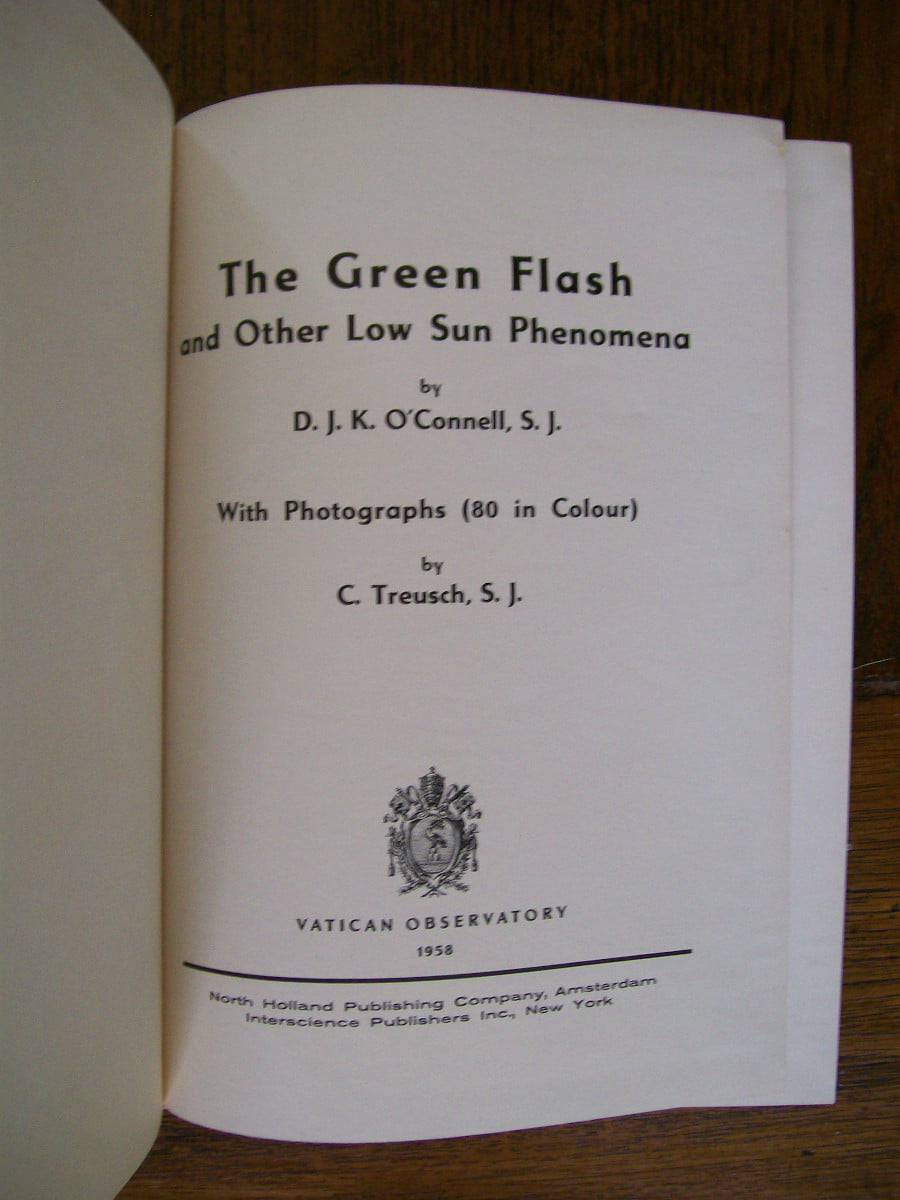 The Green Flash
and Other Low Sun Phenomena
by
D. J. K. O'Connell, S. J.
With Photographs (80 in Colour)
by
C. Treusch, S. J.
VATICAN OBSERVATORY
1958
North Holland Publishing Company, Amsterdam
Interscience Publishers Inc., New York